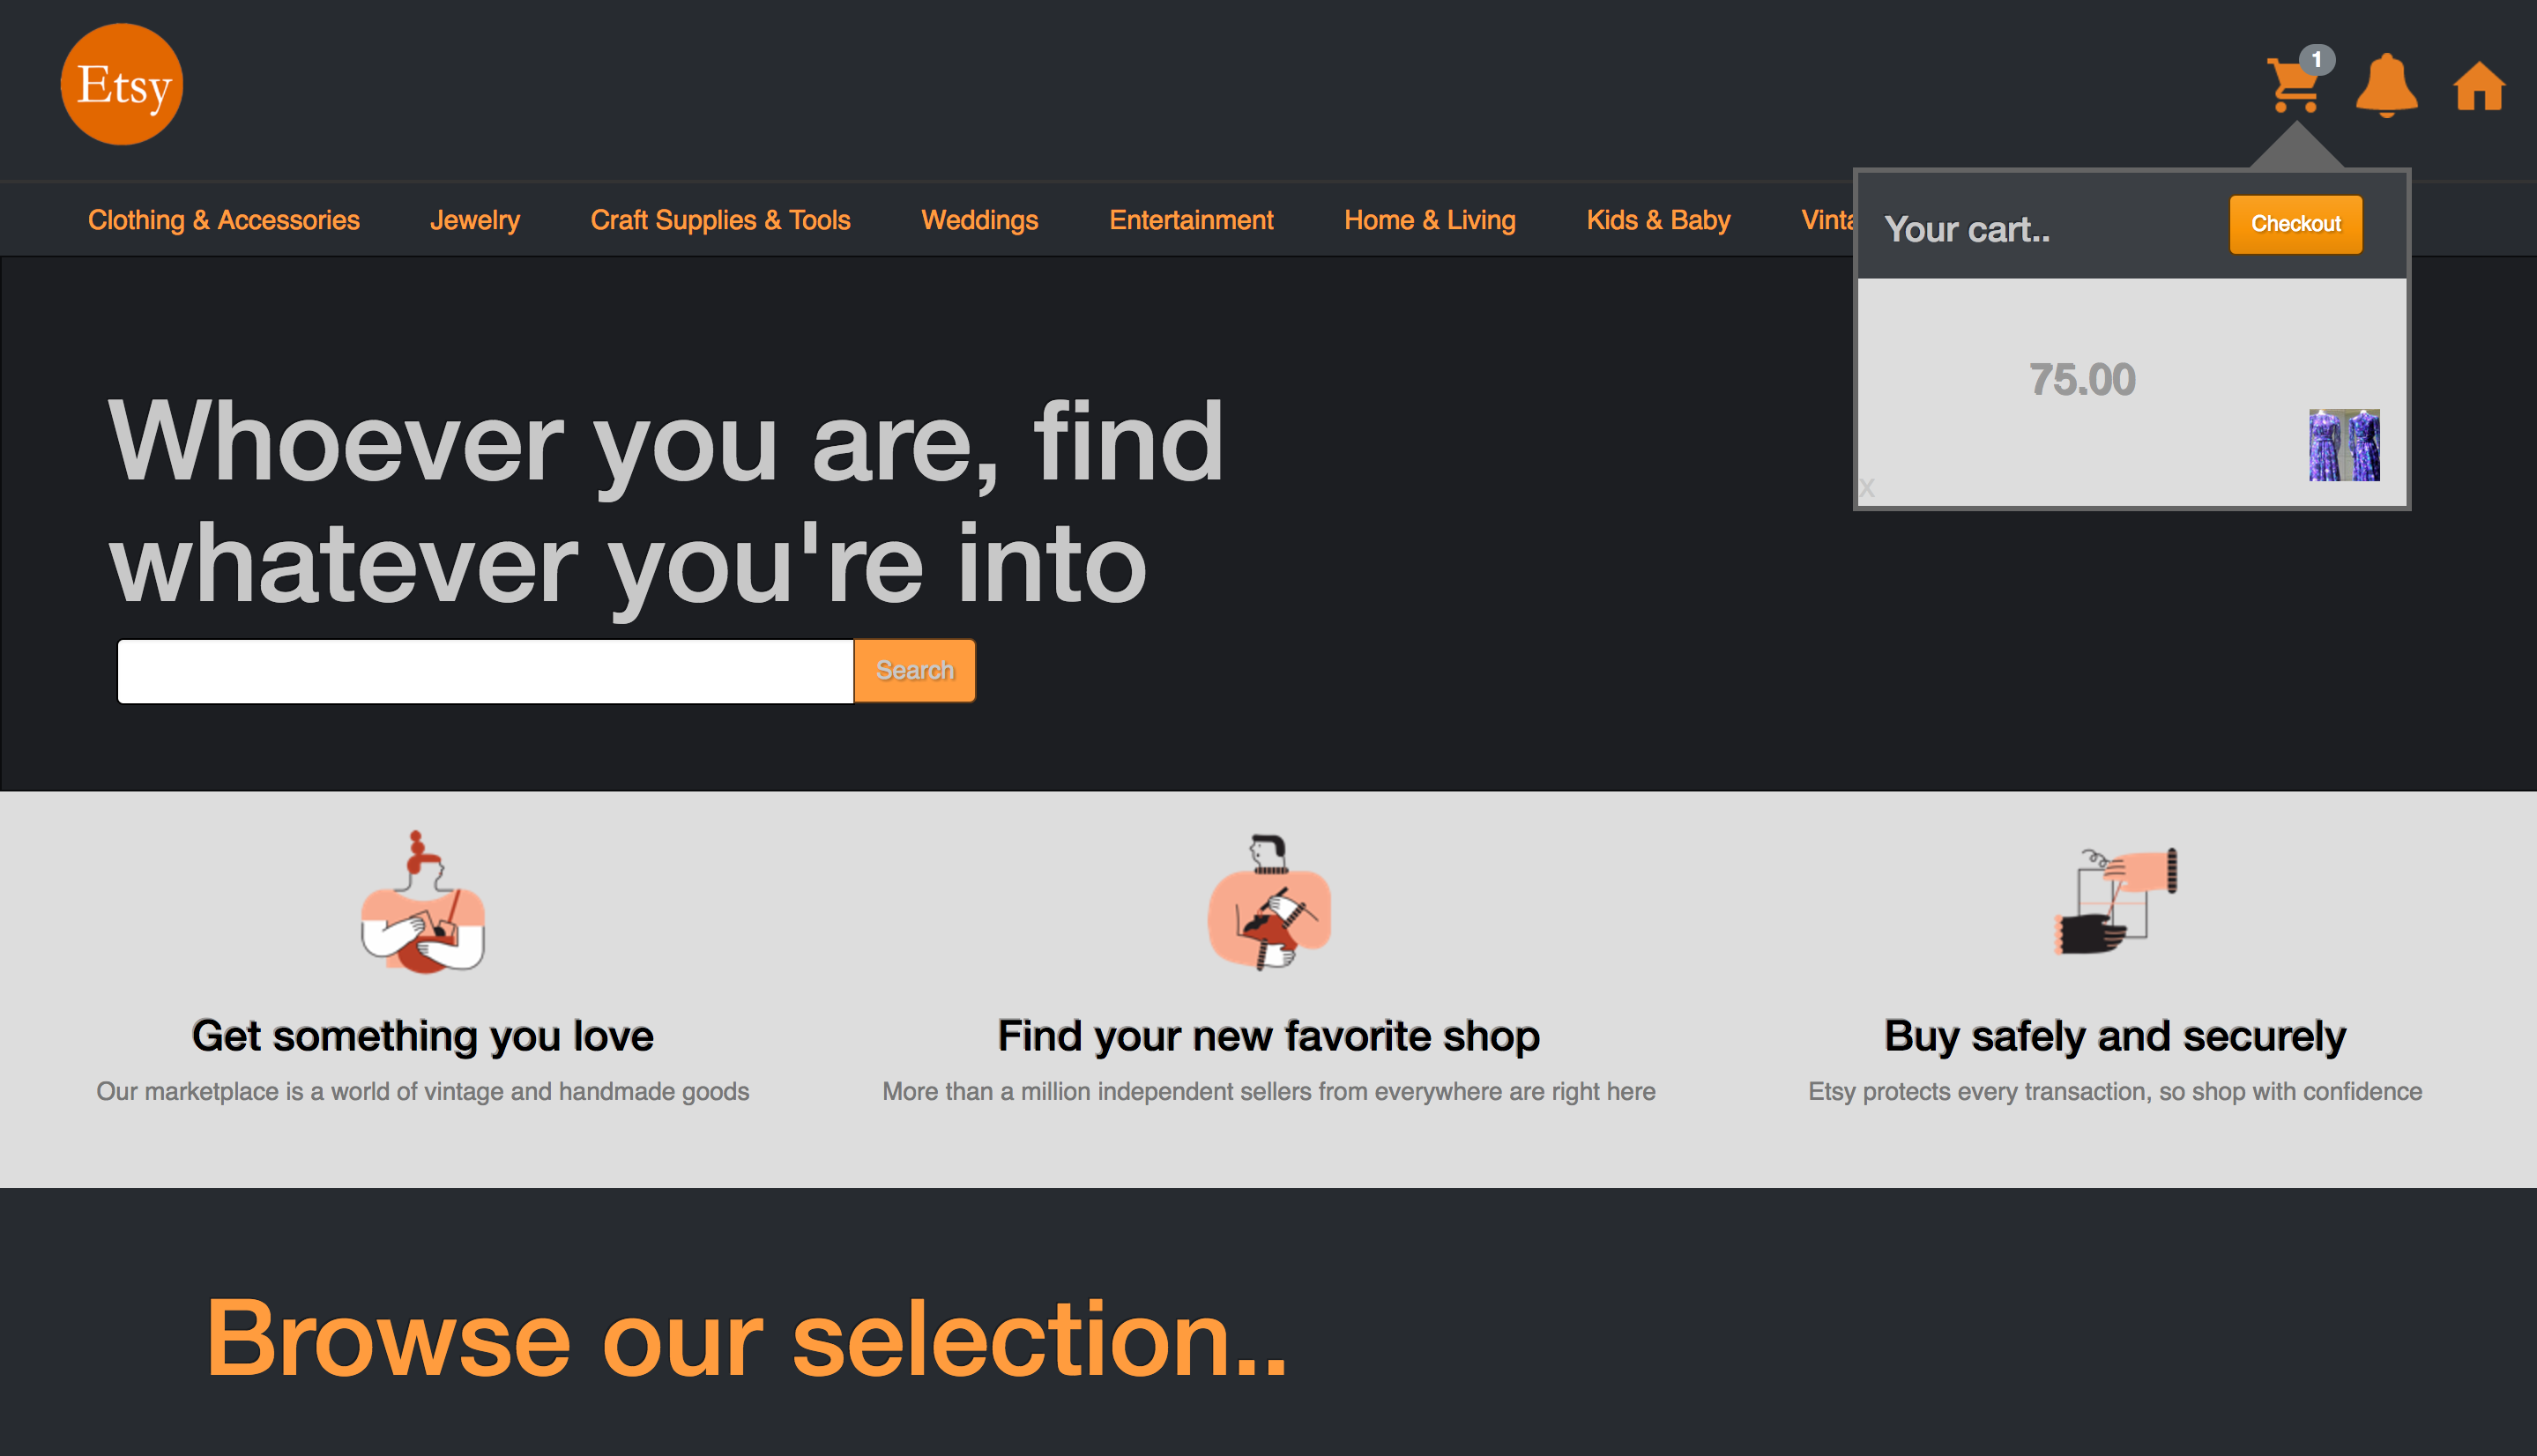 Etsy
1
Clothing & Accessories Jewelry Craft Supplies & Tools Weddings Entertainment Home & Living Kids & Baby
Your cart..
Checkout
75.00
x
Whoever you are, find
whatever you're into
Search
Get something you love
Our marketplace is a world of vintage and handmade goods
Find your new favorite shop
More than a million independent sellers from everywhere are right here
Buy safely and securely
Etsy protects every transaction, so shop with confidence
Browse our selection..